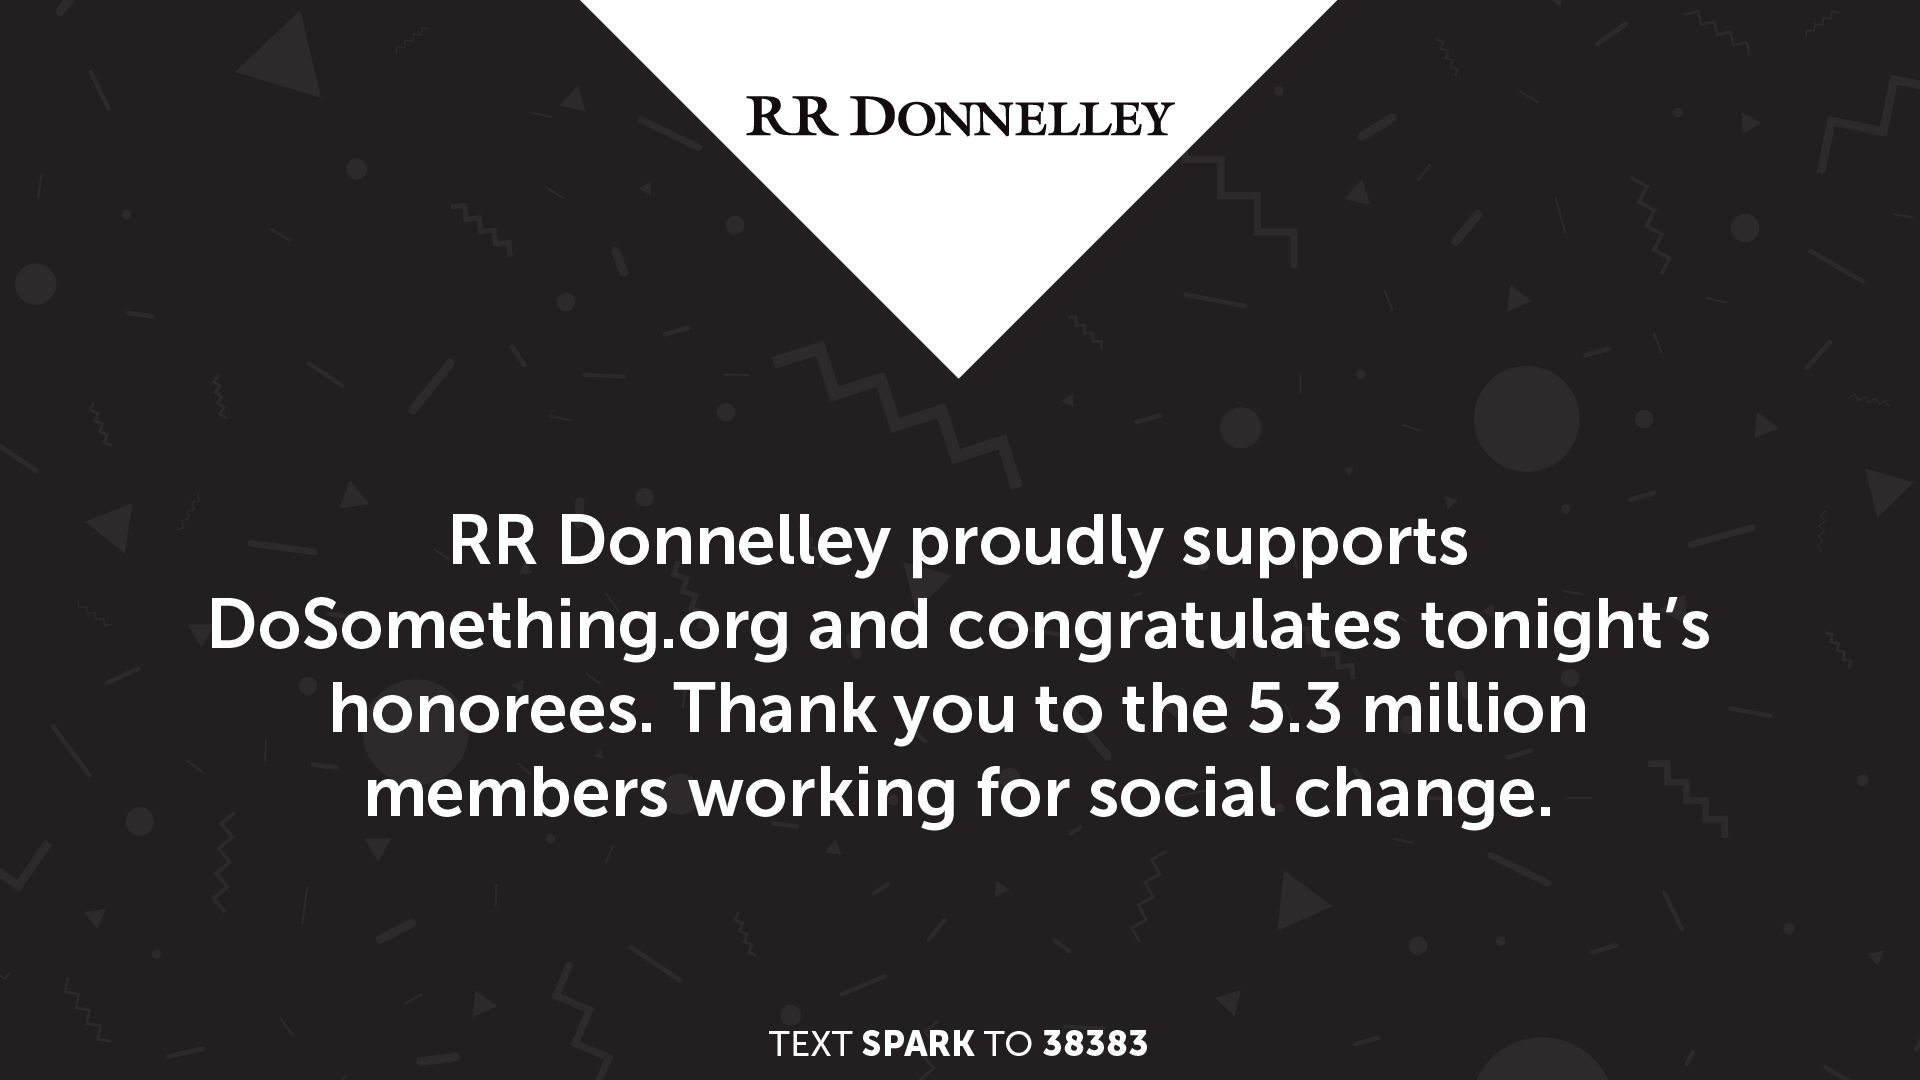 RR DONNELLEY
RR Donnelley proudly supports
DoSomething.org and congratulates tonight’s
honorees. Thank you to the 5.3 million
members working for social change.
TEXT SPARK TO 38383